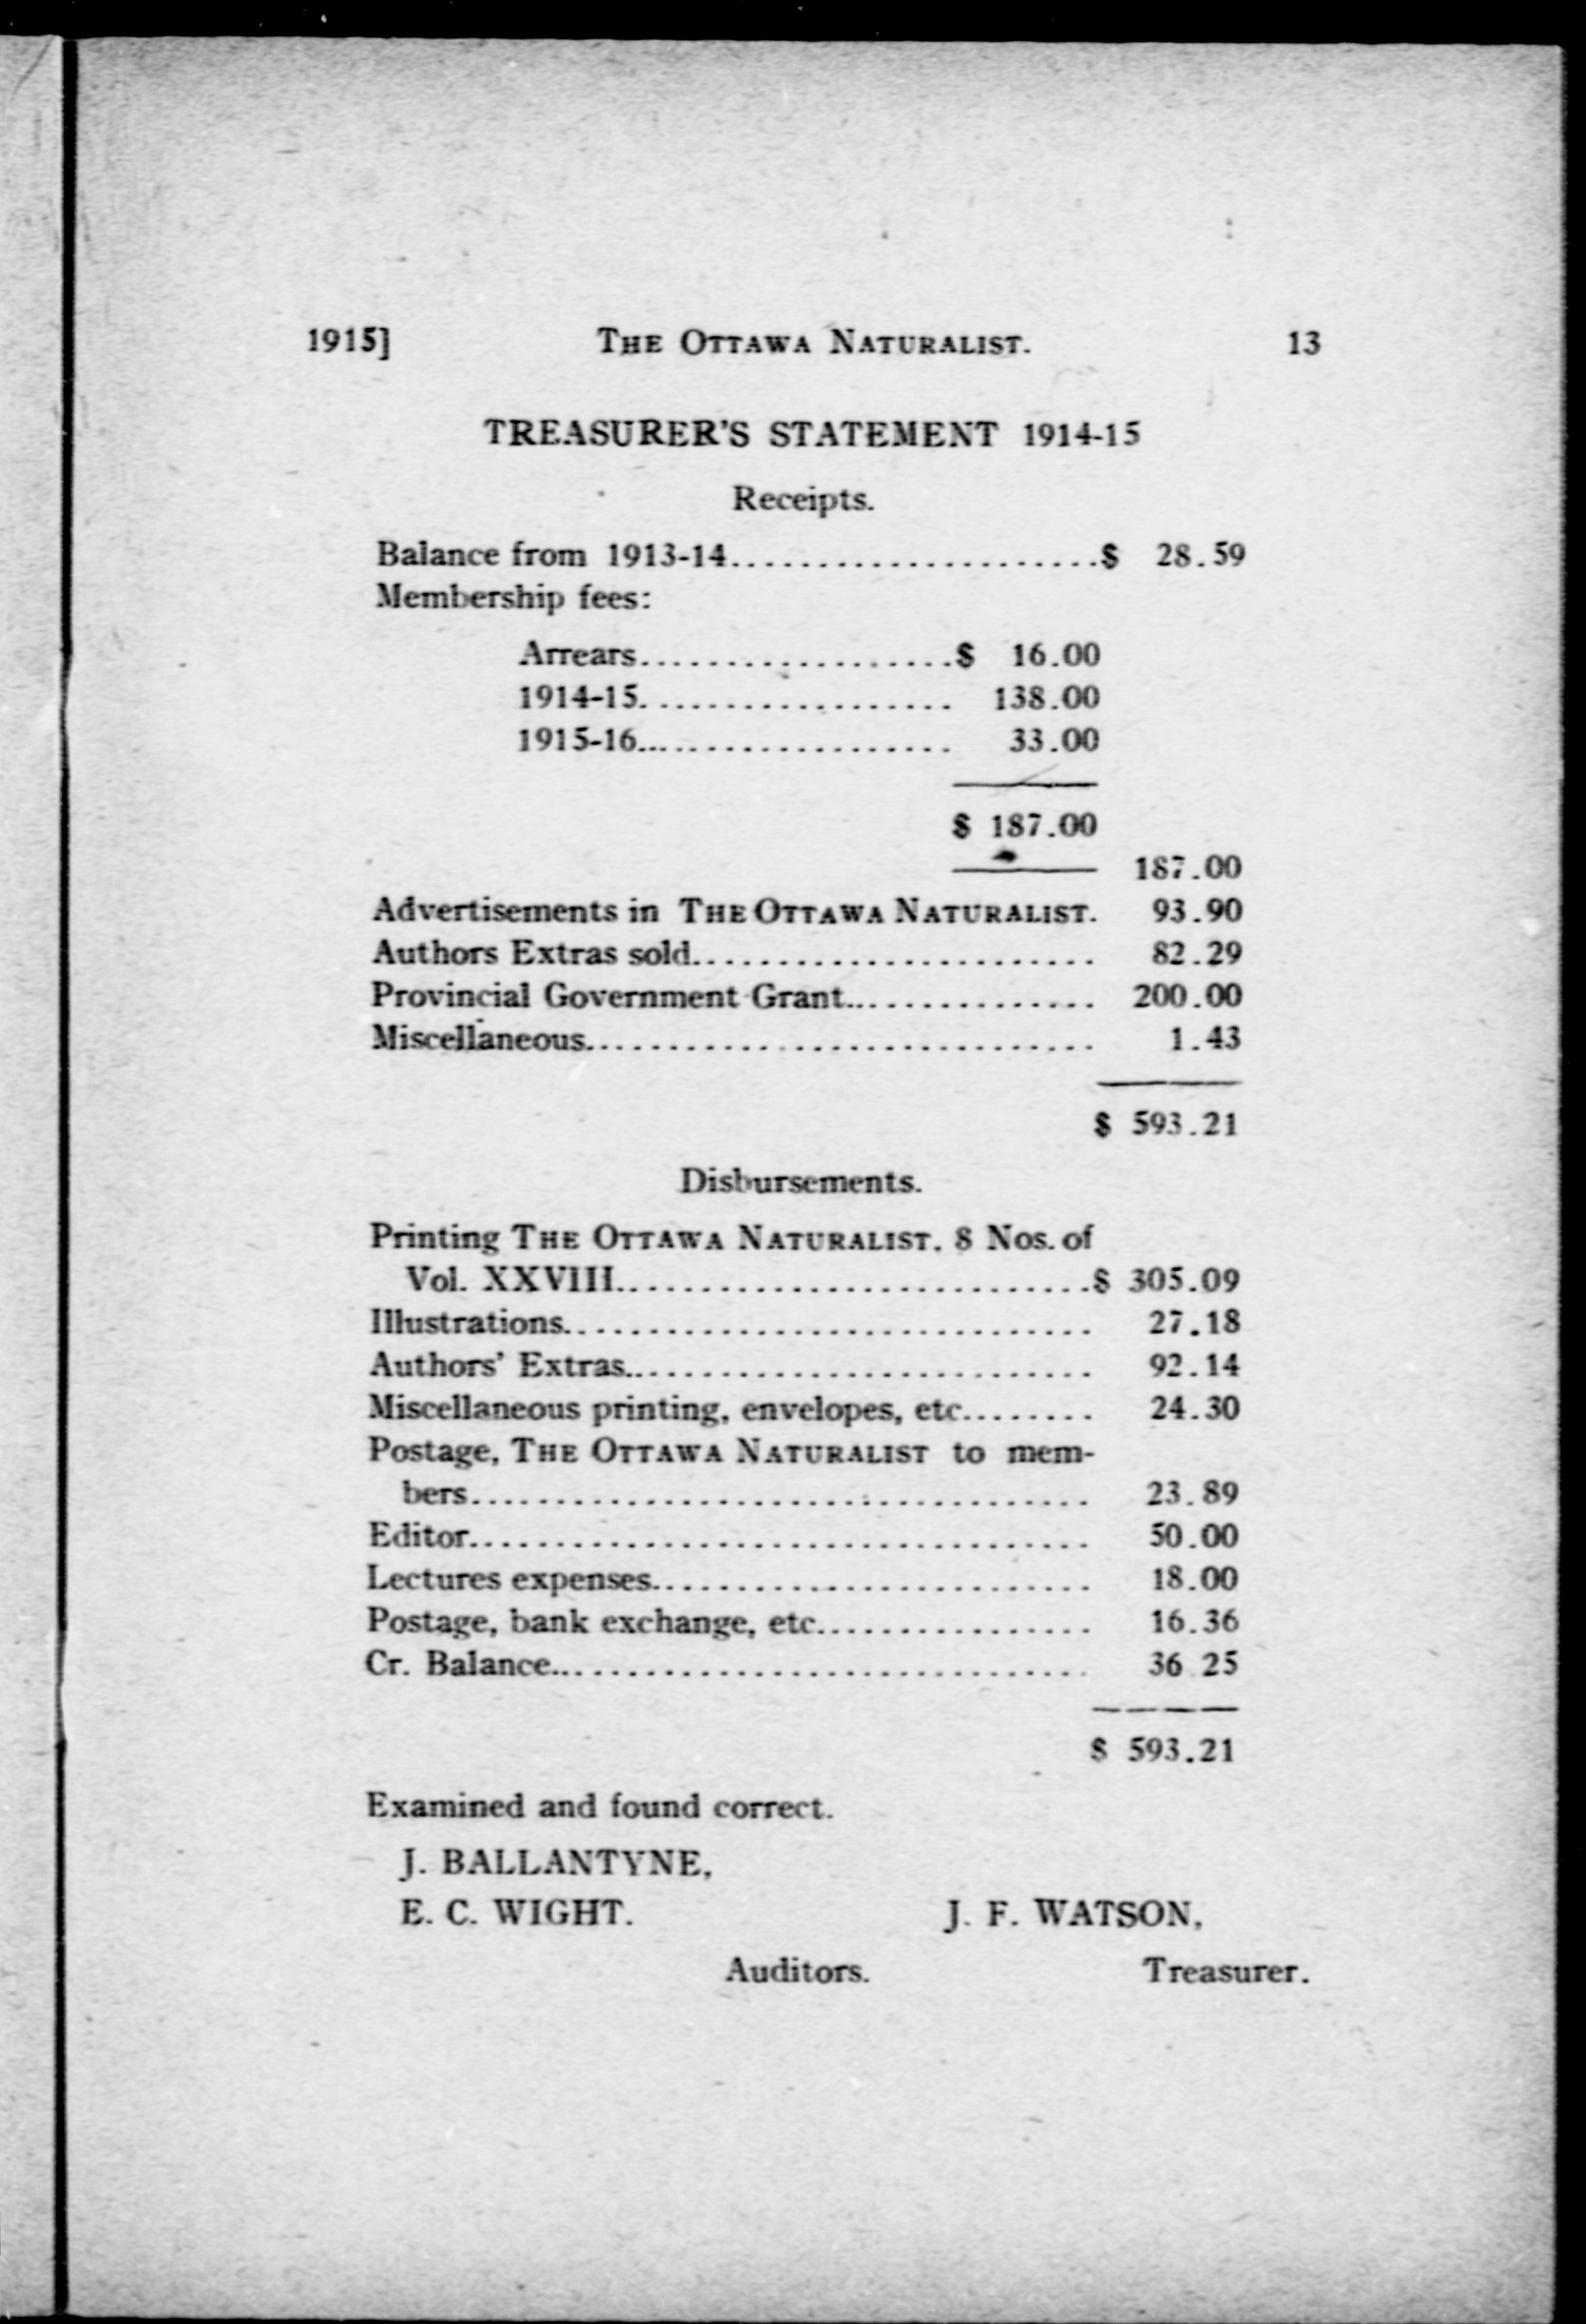 1915] THE OTTAWA NATURALIST. 13
TREASURER'S STATEMENT 1914-15
Receipts.
Balance from 1913-14......................$ 28.59
Membership fees:
Arrears...................$ 16.00
1914-15................... 138.00
1915-16................... 33.00
$ 187.00
187.00
Advertisements in THE OTTAWA NATURALIST. 93.90
Authors Extras sold........................ 82.29
Provincial Government Grant............... 200.00
Miscellaneous............................... 1.43
$ 593.21
Disbursements.
Printing THE OTTAWA NATURALIST. 8 Nos. of
Vol. XXVIII.............................$ 305.09
Illustrations................................ 27.18
Authors' Extras............................ 92.14
Miscellaneous printing, envelopes, etc........ 24.30
Postage, THE OTTAWA NATURALIST to mem-
bers..................................... 23.89
Editor..................................... 50.00
Lectures expenses.......................... 18.00
Postage, bank exchange, etc................. 16.36
Cr. Balance................................ 36 25
$ 593.21
Examined and found correct.
J. BALLANTYNE,
E. C. WIGHT. J. F. WATSON,
Auditors. Treasurer.